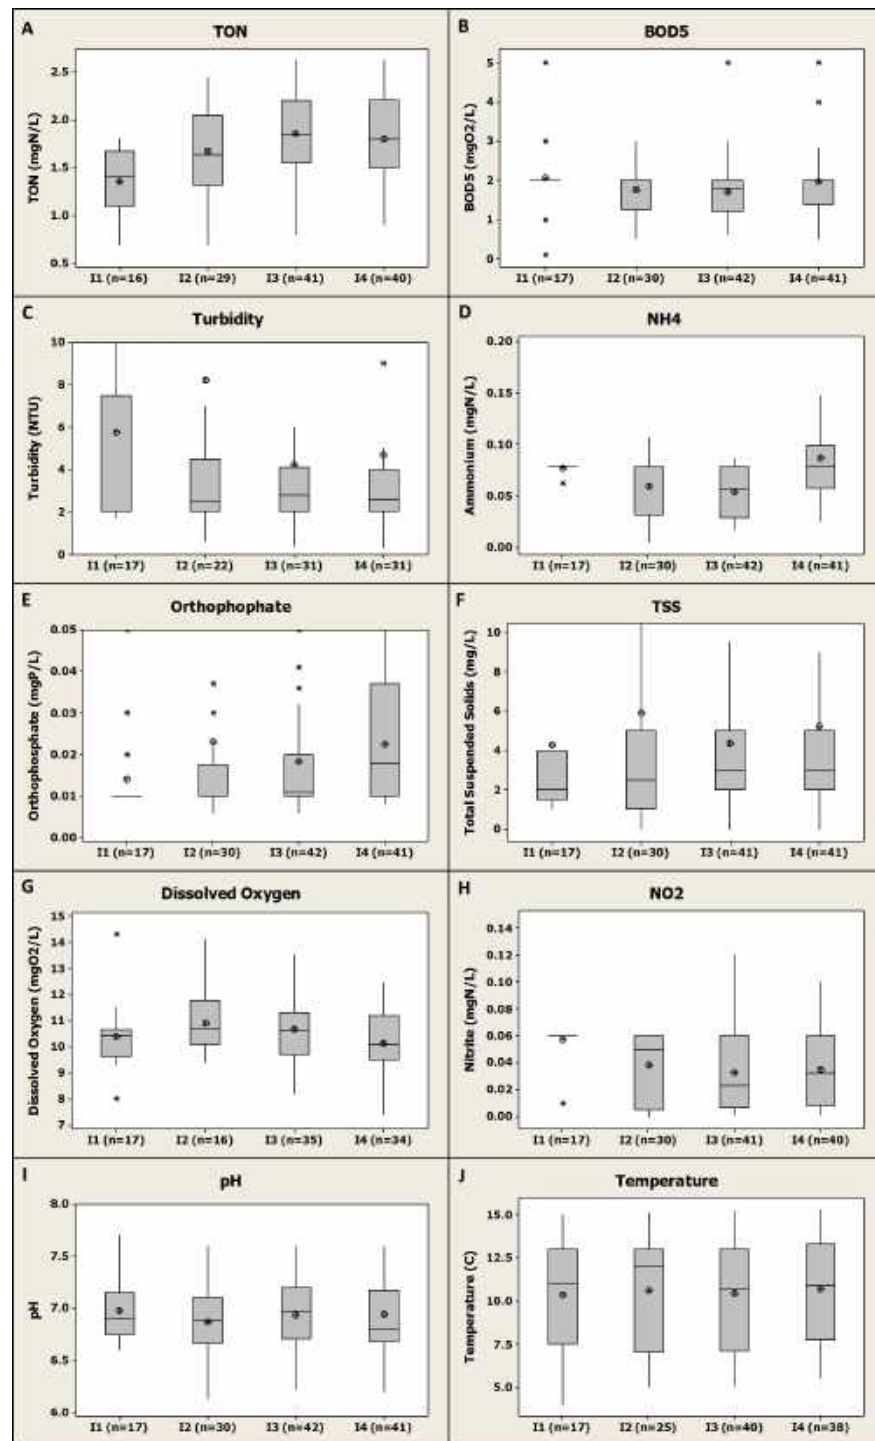 A TON
TON (mgN/L)
2.5
2.0
1.5
1.0
0.5
I1 (n=16) I2 (n=29) I3 (n=41) I4 (n=40)
B BOD5
BOD5 (mgO2/L)
5
4
3
2
1
0
I1 (n=17) I2 (n=30) I3 (n=42) I4 (n=41)
C Turbidity
Turbidity (NTU)
10
8
6
4
2
0
I1 (n=17) I2 (n=22) I3 (n=31) I4 (n=31)
D NH4
Ammonium (mgN/L)
0.20
0.15
0.10
0.05
0.00
I1 (n=17) I2 (n=30) I3 (n=42) I4 (n=41)
E Orthophophate
Orthophosphate (mgP/L)
0.05
0.04
0.03
0.02
0.01
0.00
I1 (n=17) I2 (n=30) I3 (n=42) I4 (n=41)
F TSS
Total Suspended Solids (mg/L)
10
8
6
4
2
0
I1 (n=17) I2 (n=30) I3 (n=41) I4 (n=41)
G Dissolved Oxygen
Dissolved Oxygen (mgO2/L)
15
14
13
12
11
10
9
8
7
I1 (n=17) I2 (n=16) I3 (n=35) I4 (n=34)
H NO2
Nitrite (mgN/L)
0.14
0.12
0.10
0.08
0.06
0.04
0.02
0.00
I1 (n=17) I2 (n=30) I3 (n=41) I4 (n=40)
I pH
pH
8.0
7.5
7.0
6.5
6.0
I1 (n=17) I2 (n=30) I3 (n=42) I4 (n=41)
J Temperature
Temperature (C)
15.0
12.5
10.0
7.5
5.0
I1 (n=17) I2 (n=25) I3 (n=40) I4 (n=38)